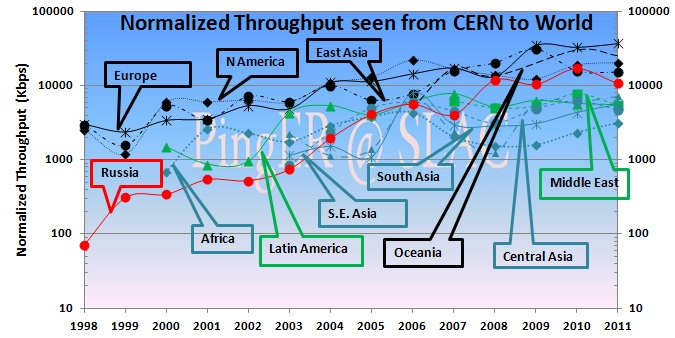 Normalized Throughput seen from CERN to World
Normalized Throughput (Kbps)
100000
10000
1000
100
10
100000
10000
1000
100
10
PingER @ SLAC
Europe
N America
East Asia
Russia
Africa
Latin America
S.E. Asia
South Asia
Oceania
Central Asia
Middle East
1998 1999 2000 2001 2002 2003 2004 2005 2006 2007 2008 2009 2010 2011